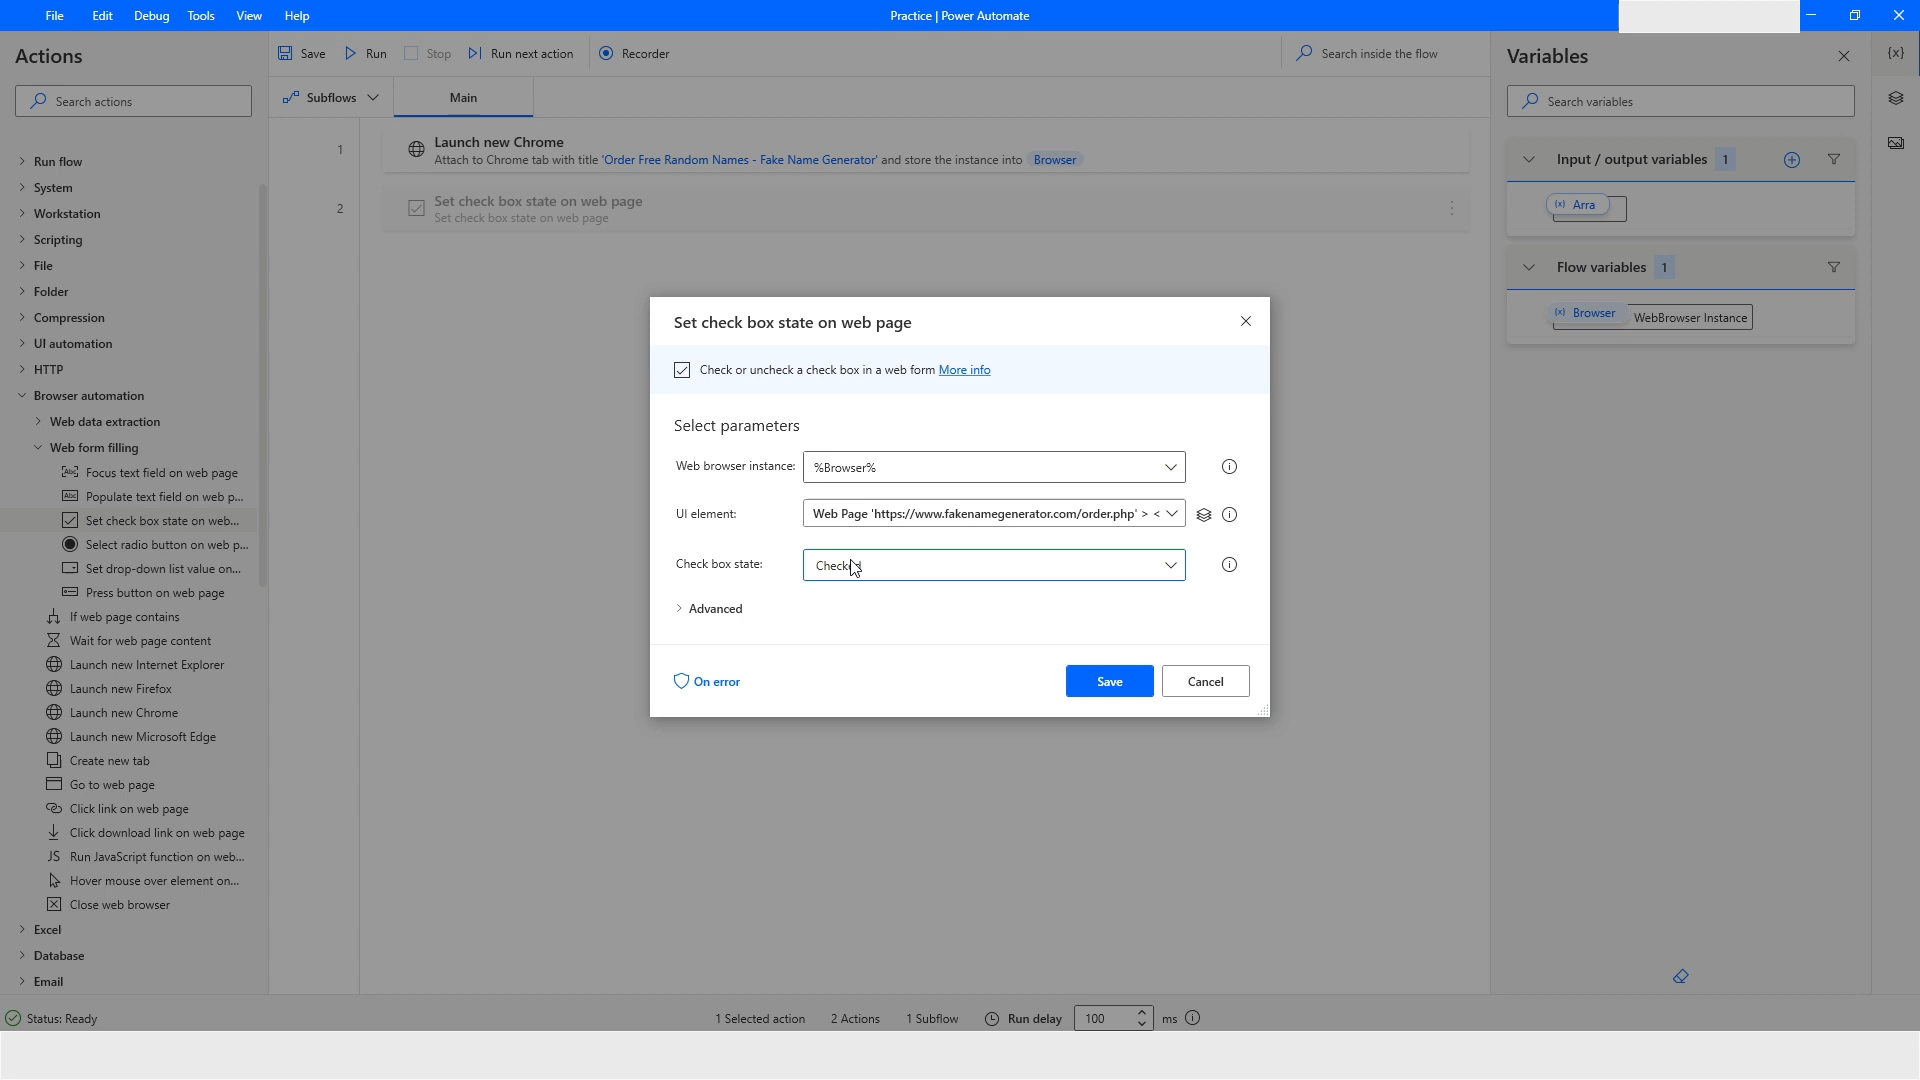 File Edit Debug Tools View Help
Practice | Power Automate
Actions
Search actions
Run flow
System
Workstation
Scripting
File
Folder
Compression
UI automation
HTTP
Browser automation
Web data extraction
Web form filling
Focus text field on web page
Populate text field on web p...
Set check box state on web...
Select radio button on web p...
Set drop-down list value on...
Press button on web page
If web page contains
Wait for web page content
Launch new Internet Explorer
Launch new Firefox
Launch new Chrome
Launch new Microsoft Edge
Create new tab
Go to web page
Click link on web page
Click download link on web page
JS Run JavaScript function on web...
Hover mouse over element on...
Close web browser
Excel
Database
Email
Save Run Stop Run next action Recorder Search inside the flow
Subflows Main
1 Launch new Chrome
Attach to Chrome tab with title 'Order Free Random Names - Fake Name Generator' and store the instance into Browser
2 Set check box state on web page
Set check box state on web page
Set check box state on web page
Check or uncheck a check box in a web form More info
Select parameters
Web browser instance: %Browser%
UI element: Web Page 'https://www.fakenamegenerator.com/order.php' > <
Check box state: Checked
Advanced
On error Save Cancel
Variables
{x}
Search variables
Input / output variables 1
(x) Arra
Flow variables 1
(x) Browser WebBrowser Instance
Status: Ready 1 Selected action 2 Actions 1 Subflow Run delay 100 ms